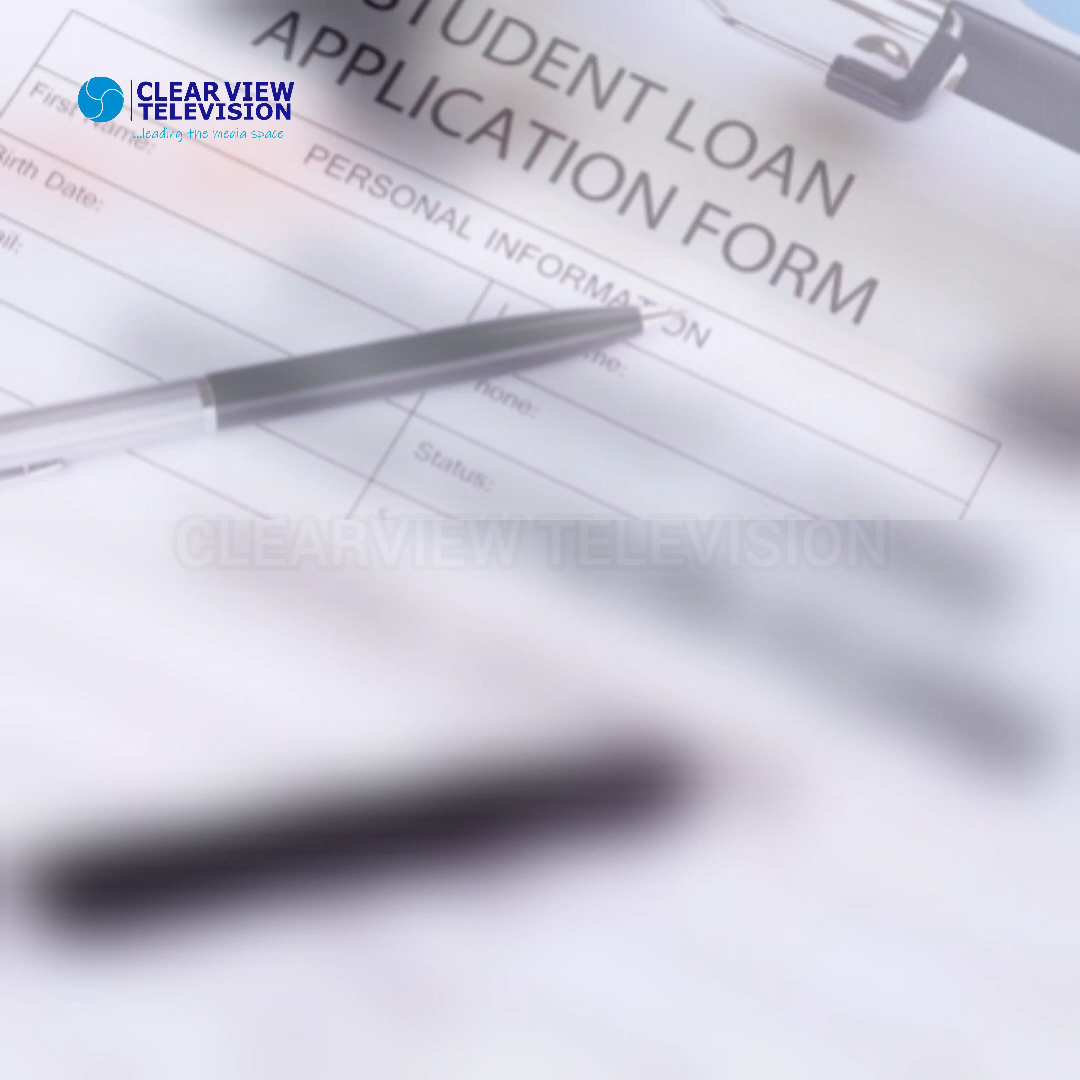 STUDENT LOAN
APPLICATION FORM
CLEAR VIEW
TELEVISION
...leading the media space
First Name:
PERSONAL INFORMATION
Birth Date:
Status:
CLEARVIEW TELEVISION